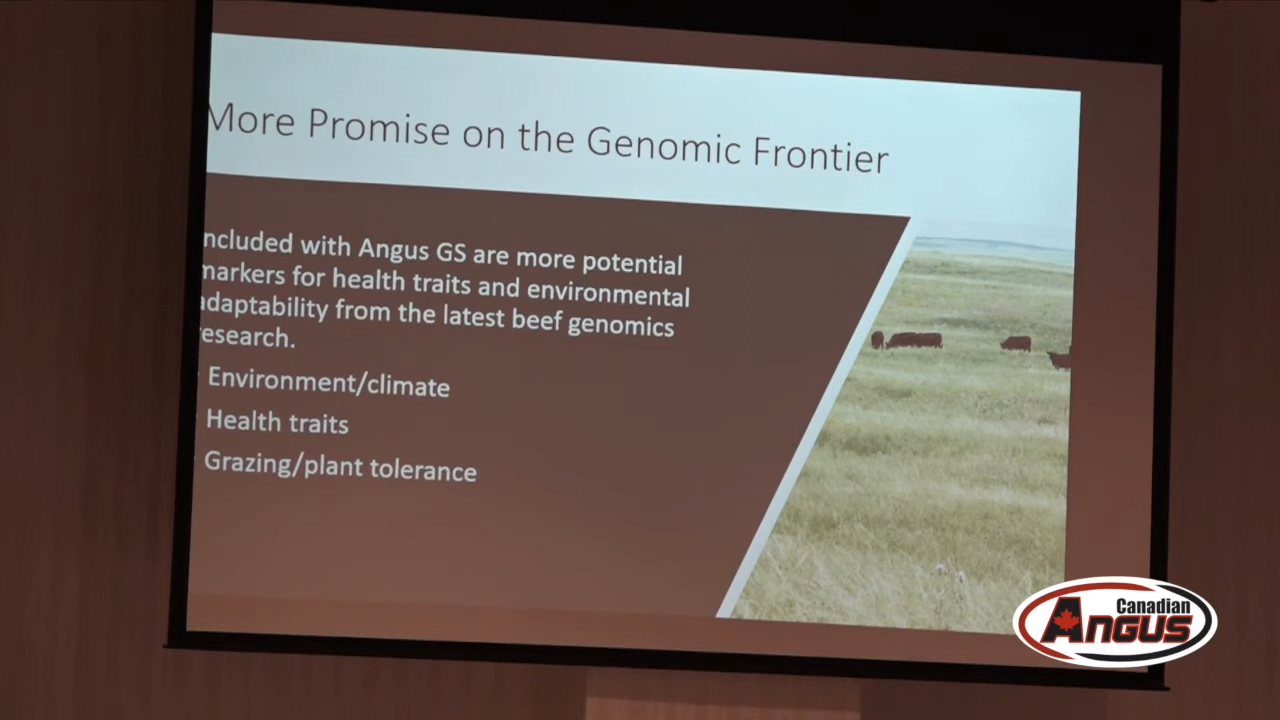 More Promise on the Genomic Frontier
ncluded with Angus GS are more potential
markers for health traits and environmental
adaptability from the latest beef genomics
esearch.
Environment/climate
Health traits
Grazing/plant tolerance
Canadian
ANGUS